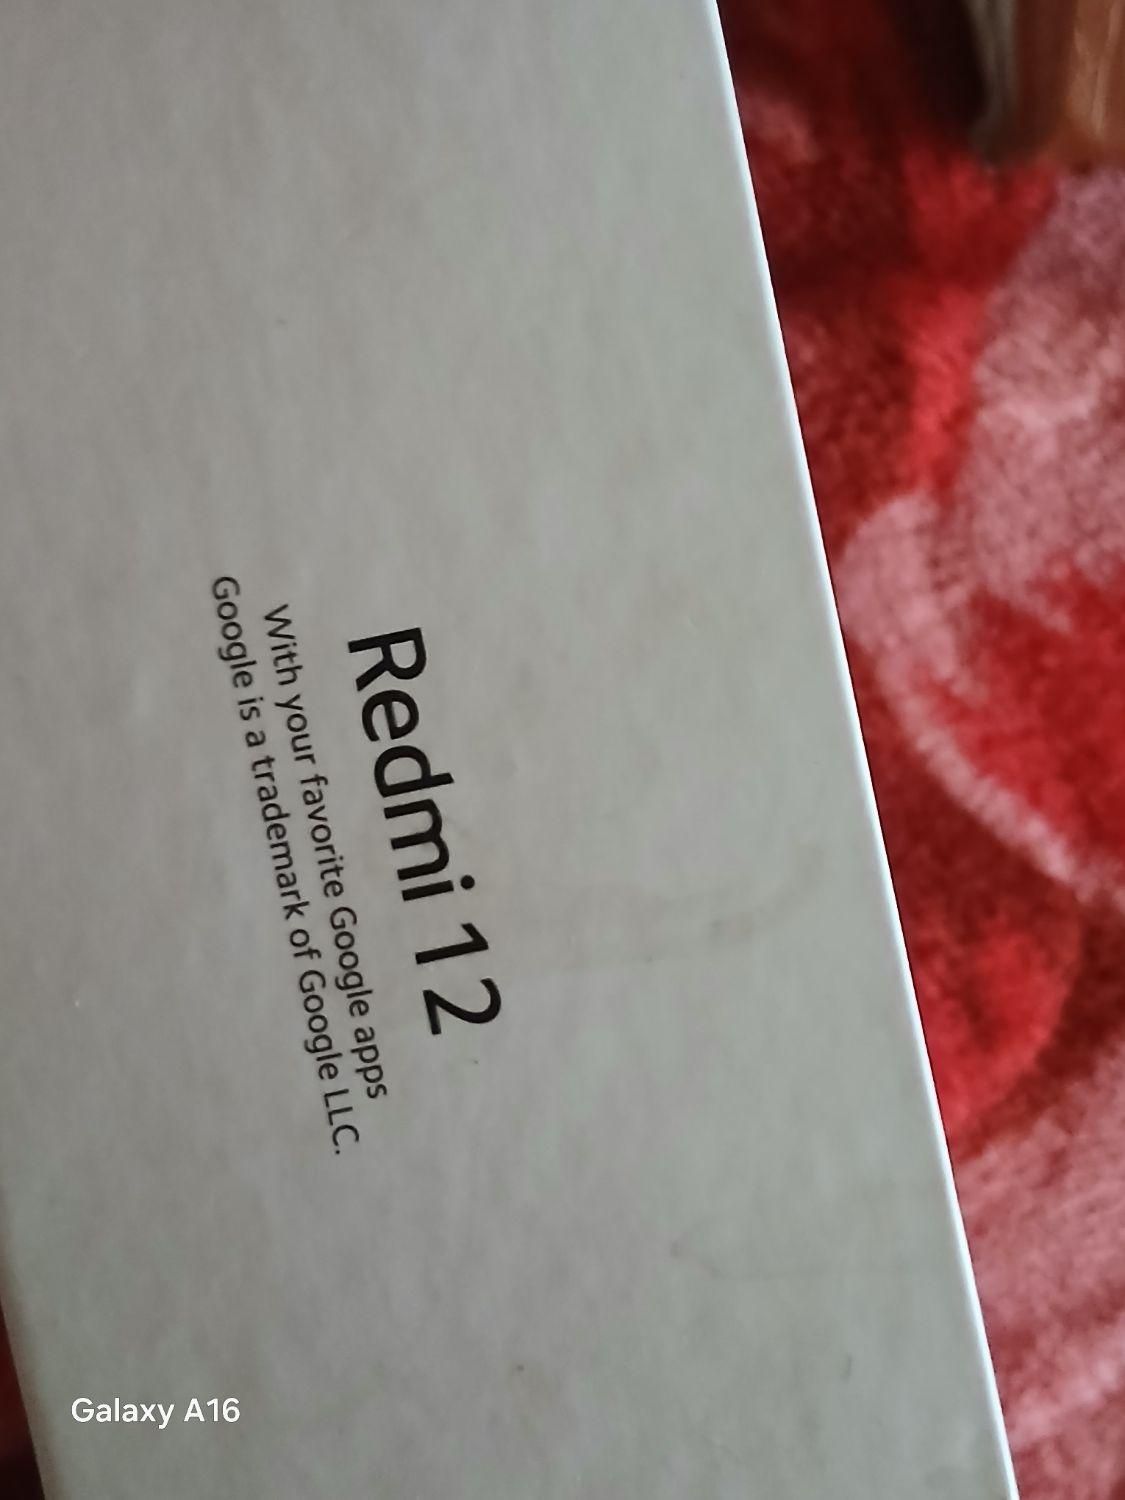 Redmi 12
With your favorite Google apps
Google is a trademark of Google LLC.
Galaxy A16